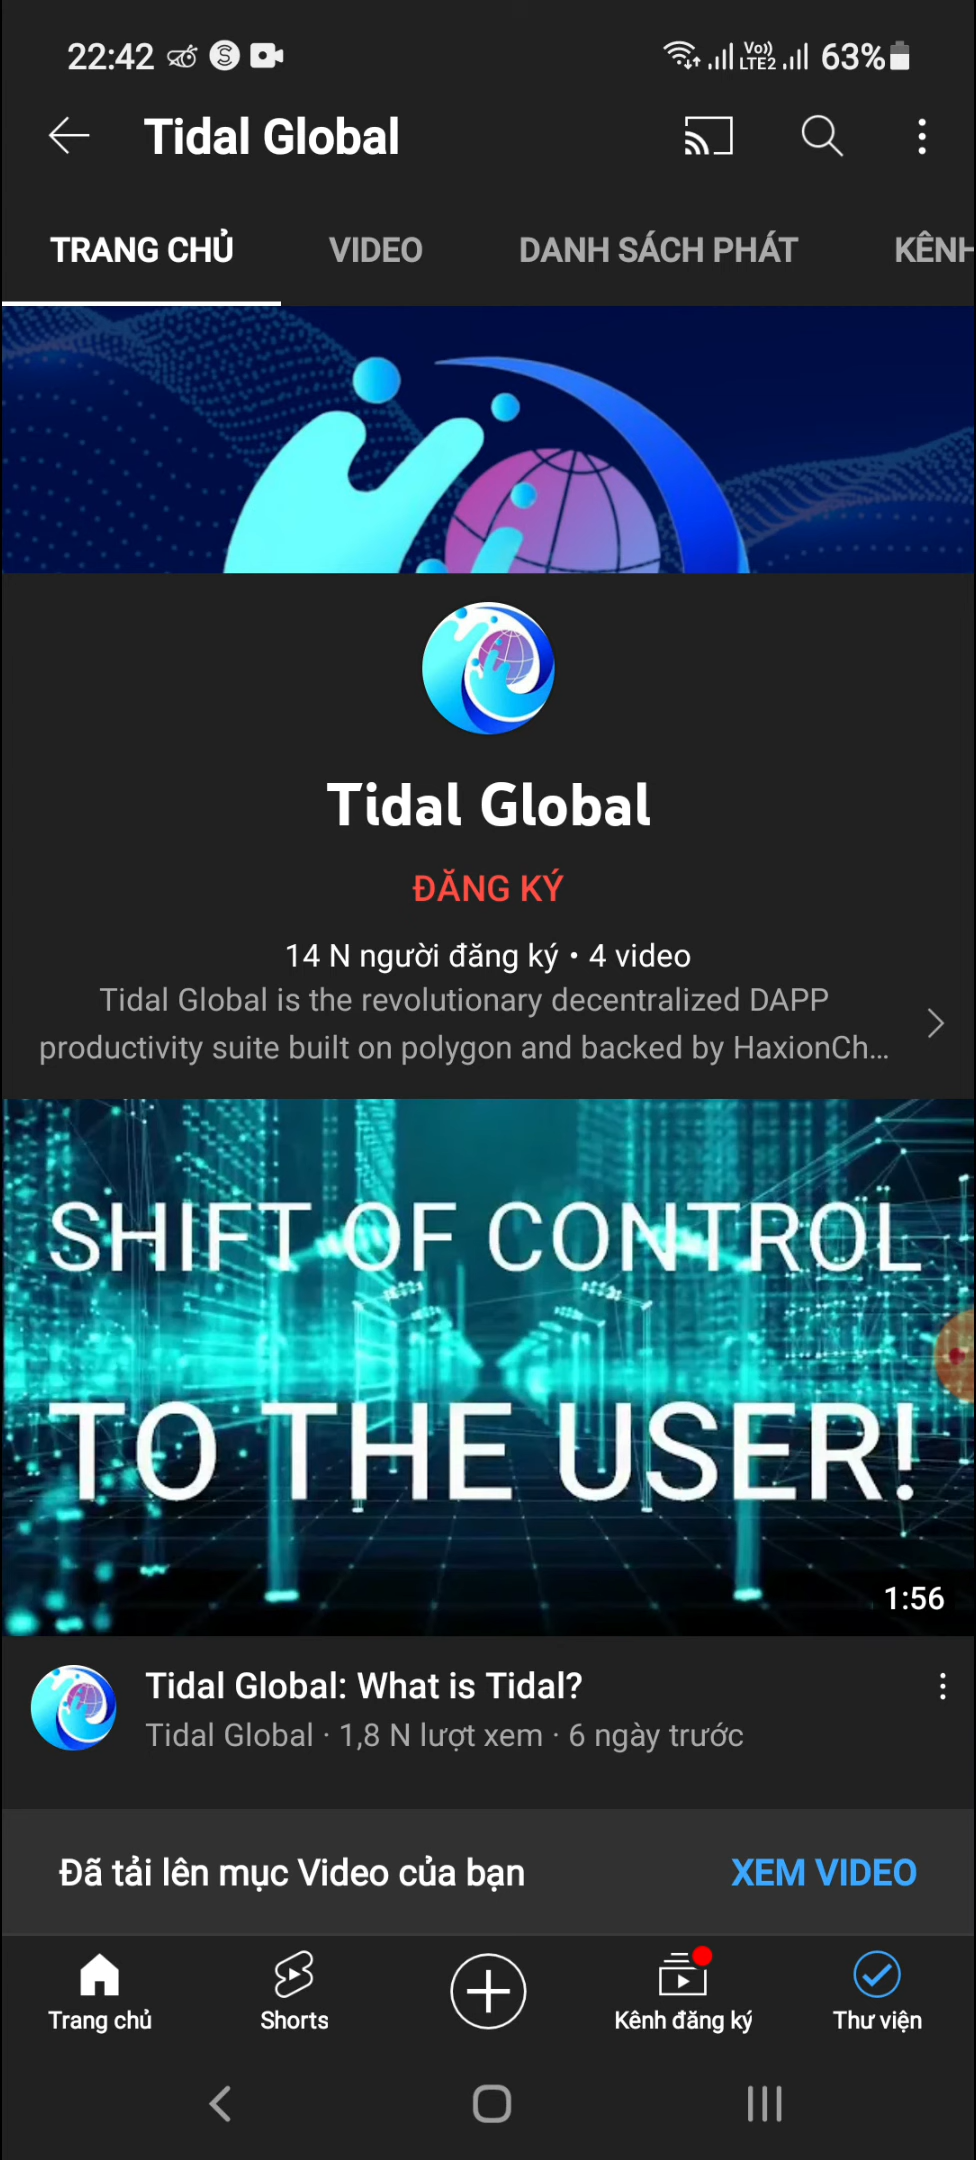 22:42
Vo))
LTE2
63%
Tidal Global
TRANG CHỦ
VIDEO
DANH SÁCH PHÁT
KÊNH
Tidal Global
ĐĂNG KÝ
14 N người đăng ký • 4 video
Tidal Global is the revolutionary decentralized DAPP
productivity suite built on polygon and backed by HaxionCh...
SHIFT OF CONTROL
TO THE USER!
1:56
Tidal Global: What is Tidal?
Tidal Global · 1,8 N lượt xem · 6 ngày trước
Đã tải lên mục Video của bạn
XEM VIDEO
Trang chủ
Shorts
Kênh đăng ký
Thư viện